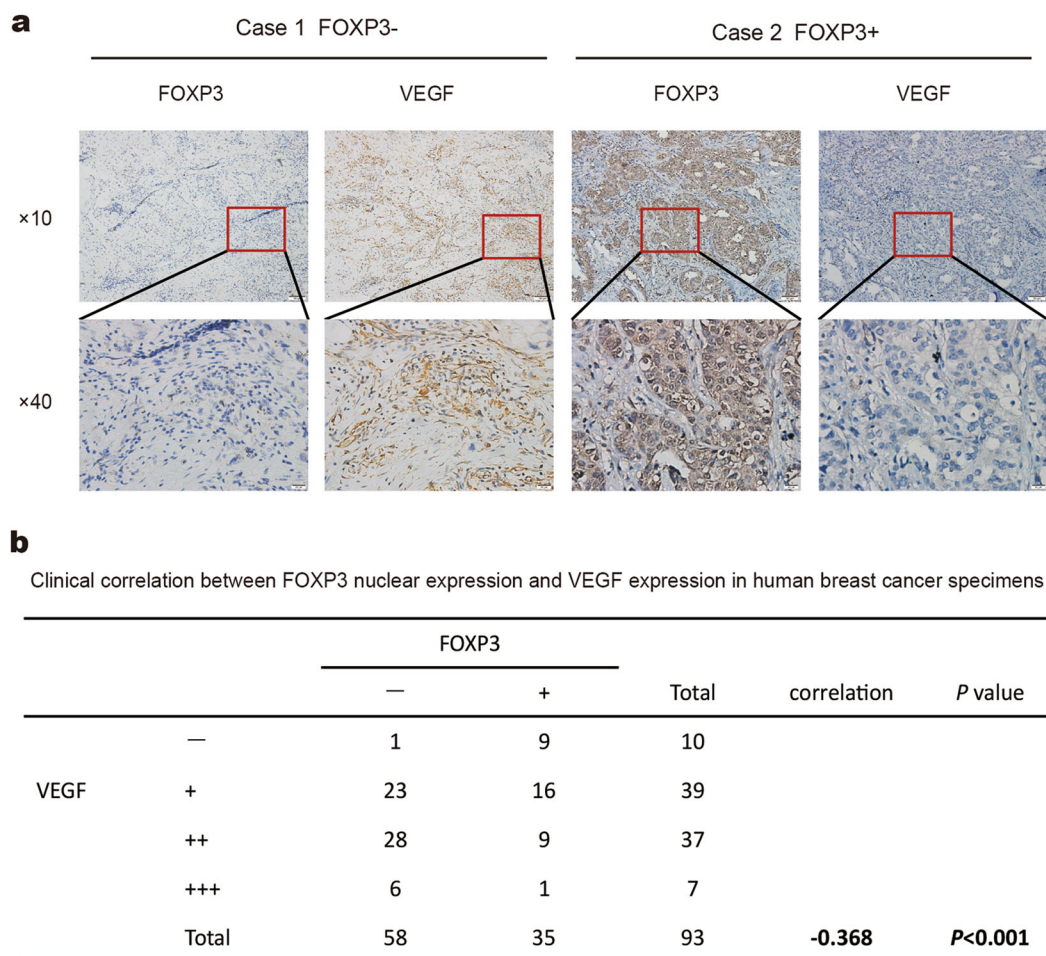 a
Case 1 FOXP3- Case 2 FOXP3+
FOXP3 VEGF FOXP3 VEGF
×10
×40
b
Clinical correlation between FOXP3 nuclear expression and VEGF expression in human breast cancer specimens
FOXP3
— + Total correlation P value
— 1 9 10
VEGF + 23 16 39
++ 28 9 37
+++ 6 1 7
Total 58 35 93 -0.368 P<0.001